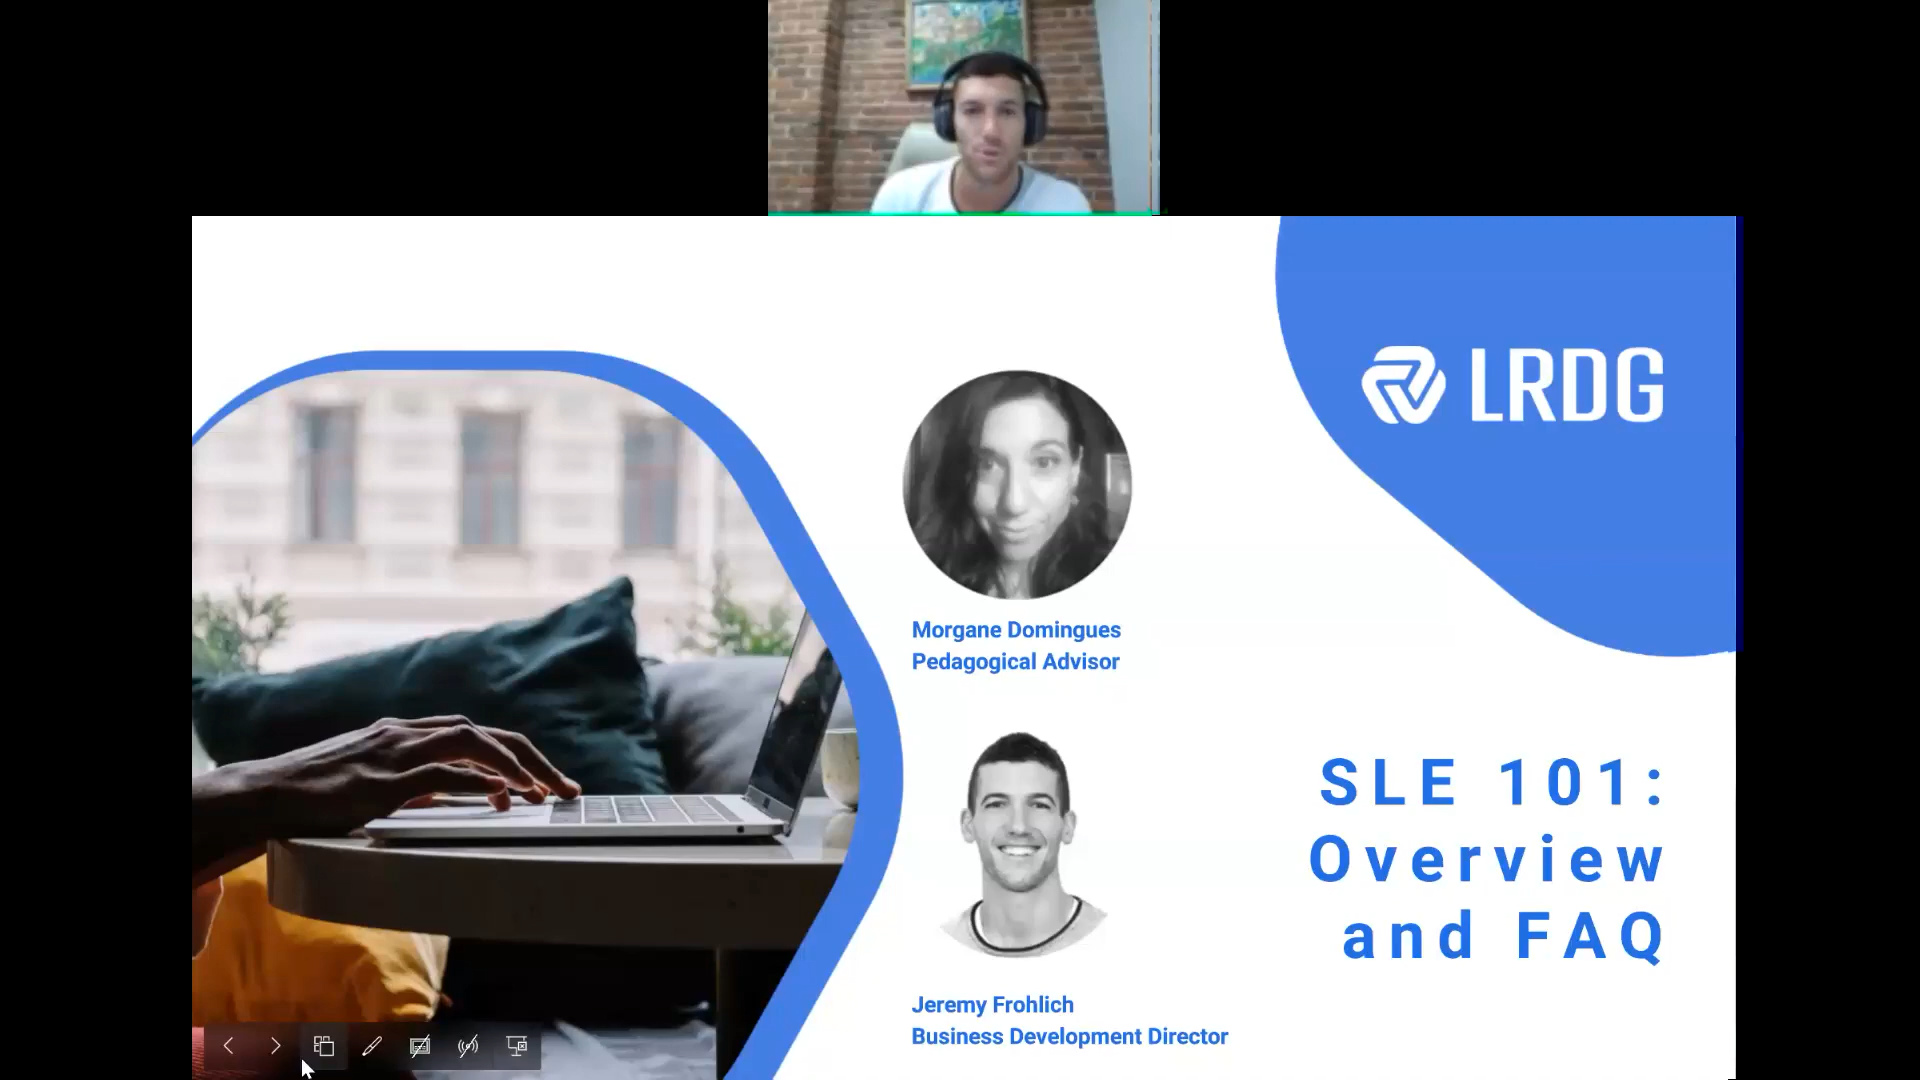 LRDG
Morgane Domingues
Pedagogical Advisor
SLE 101:
Overview
and FAQ
Jeremy Frohlich
Business Development Director